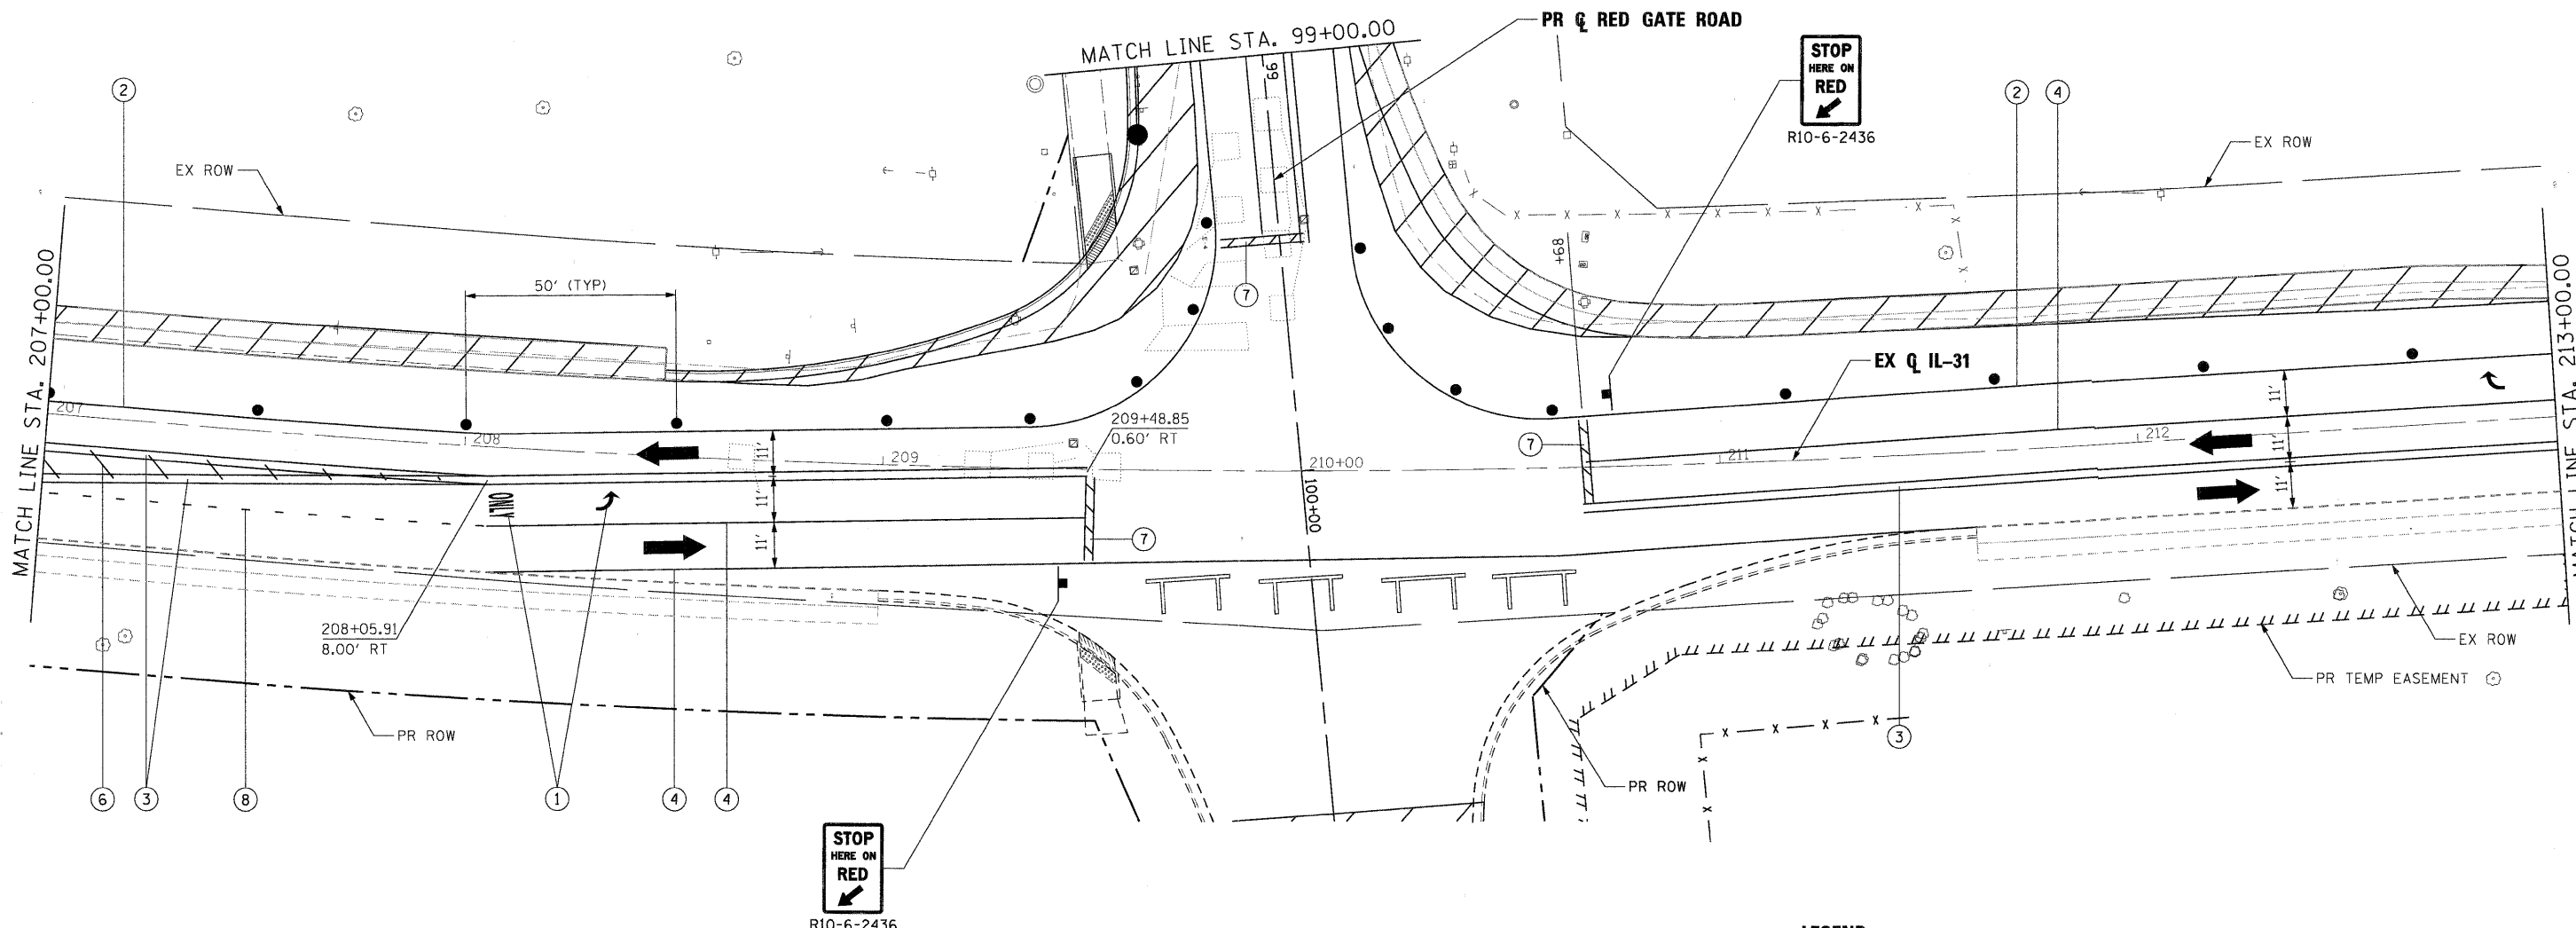 MATCH LINE STA. 99+00.00
PR ℄ RED GATE ROAD
99
STOP
HERE ON
RED
R10-6-2436
2
2
4
EX ROW
EX ROW
MATCH LINE STA. 207+00.00
50' (TYP)
7
+68
EX ℄ IL-31
MATCH LINE STA. 213+00.00
207
208
209
209+48.85
0.60' RT
210+00
100+00
211
212
11'
11'
11'
11'
11'
11'
ONLY
7
7
208+05.91
8.00' RT
PR ROW
EX ROW
PR TEMP EASEMENT
PR ROW
3
6
3
8
1
4
4
STOP
HERE ON
RED
R10-6-2436
LEGEND